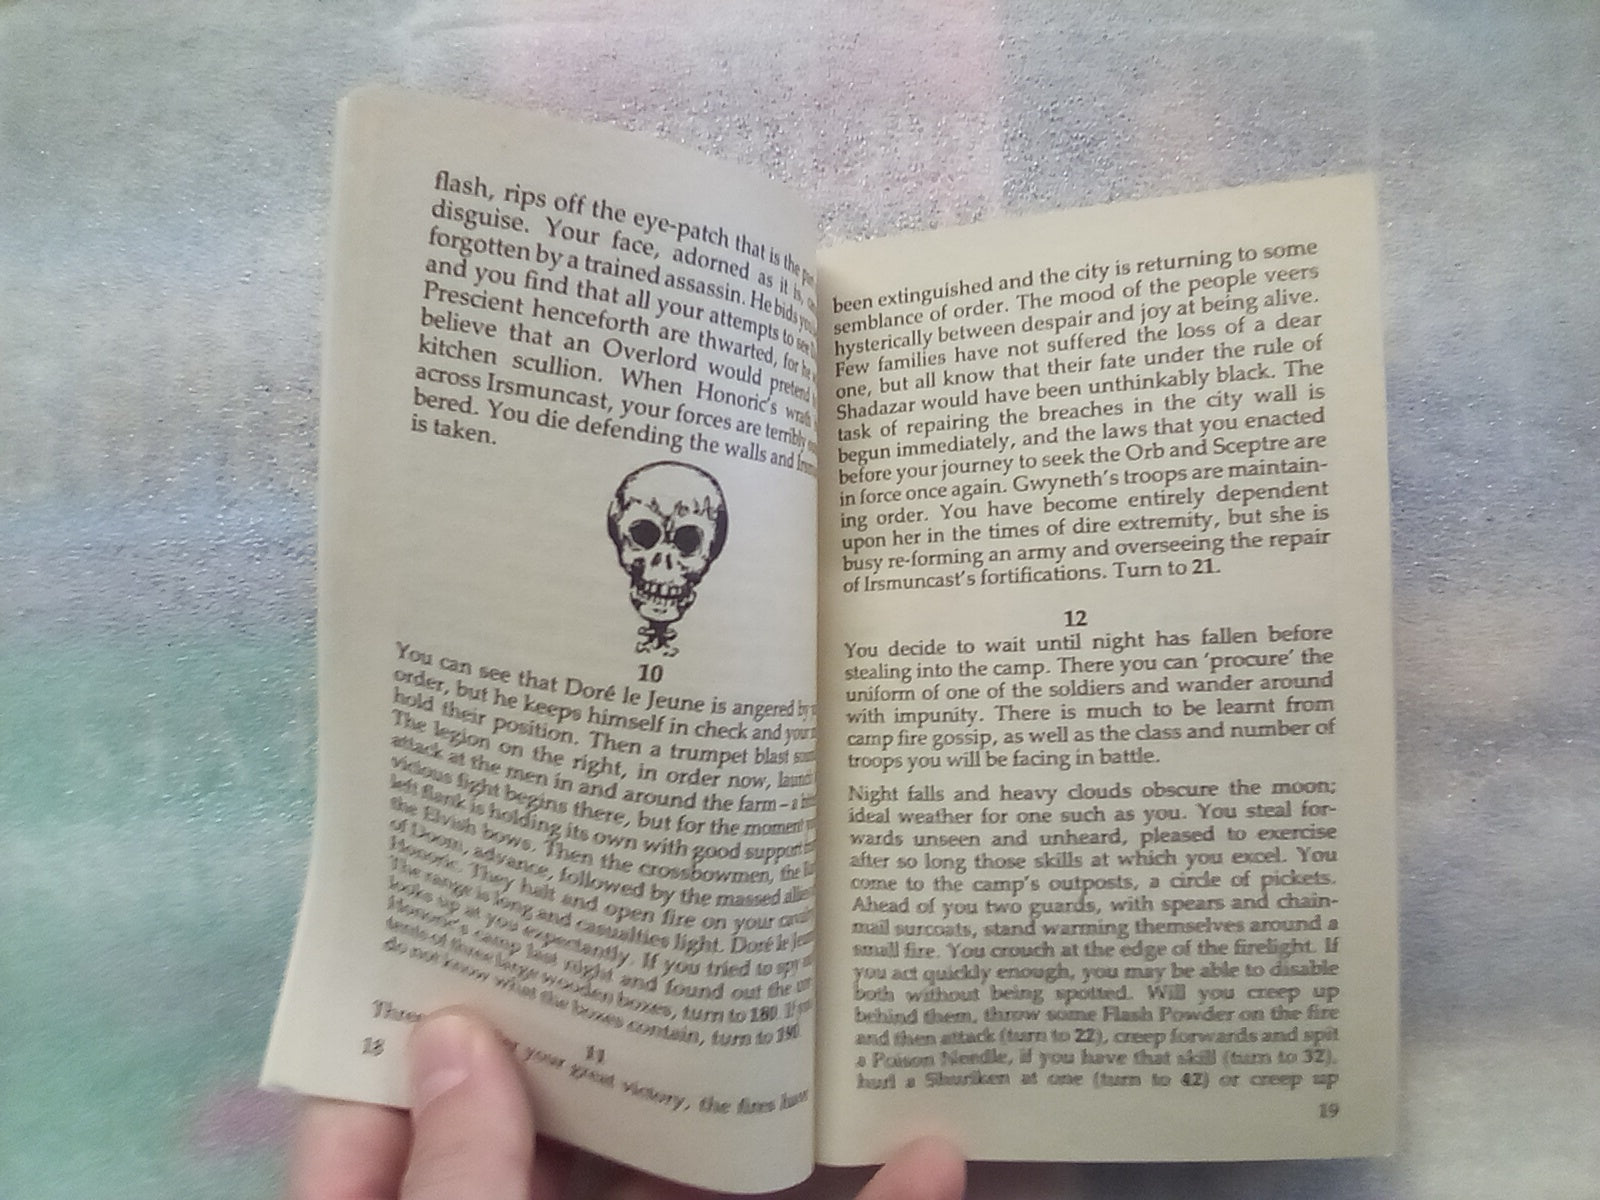 flash, rips off the eye-patch that is the
disguise. Your face, adorned as it is,
forgotten by a trained assassin. He bids
and you find that all your attempts to see
Prescient henceforth are thwarted, for he
believe that an Overlord would pretend
kitchen scullion. When Honoric's wrath
across Irsmuncast, your forces are terribly
bered. You die defending the walls and
is taken.
10
You can see that Doré le Jeune is angered by
order, but he keeps himself in check and your
hold their position. Then a trumpet blast
The legion on the right, in order now,
attack at the men in and around the farm – a
vicious fight begins there, but for the moment
left flank is holding its own with good support
the Elvish bows. Then the crossbowmen, the
of Doom, advance, followed by the massed
Honoric. They halt and open fire on your
The range is long and casualties light. Doré le
looks up at you expectantly. If you tried to spy
Honoric's camp last night and found out the
tents of three large wooden boxes, turn to 180. If
do not know what the boxes contain, turn to 190.
11
your great victory, the fires have
18
been extinguished and the city is returning to some
semblance of order. The mood of the people veers
hysterically between despair and joy at being alive.
Few families have not suffered the loss of a dear
one, but all know that their fate under the rule of
Shadazar would have been unthinkably black. The
task of repairing the breaches in the city wall is
begun immediately, and the laws that you enacted
before your journey to seek the Orb and Sceptre are
in force once again. Gwyneth's troops are maintain-
ing order. You have become entirely dependent
upon her in the times of dire extremity, but she is
busy re-forming an army and overseeing the repair
of Irsmuncast's fortifications. Turn to 21.
12
You decide to wait until night has fallen before
stealing into the camp. There you can 'procure' the
uniform of one of the soldiers and wander around
with impunity. There is much to be learnt from
camp fire gossip, as well as the class and number of
troops you will be facing in battle.
Night falls and heavy clouds obscure the moon;
ideal weather for one such as you. You steal for-
wards unseen and unheard, pleased to exercise
after so long those skills at which you excel. You
come to the camp's outposts, a circle of pickets.
Ahead of you two guards, with spears and chain-
mail surcoats, stand warming themselves around a
small fire. You crouch at the edge of the firelight. If
you act quickly enough, you may be able to disable
both without being spotted. Will you creep up
behind them, throw some Flash Powder on the fire
and then attack (turn to 22), creep forwards and spit
a Poison Needle, if you have that skill (turn to 32),
hurl a Shuriken at one (turn to 42) or creep up
19